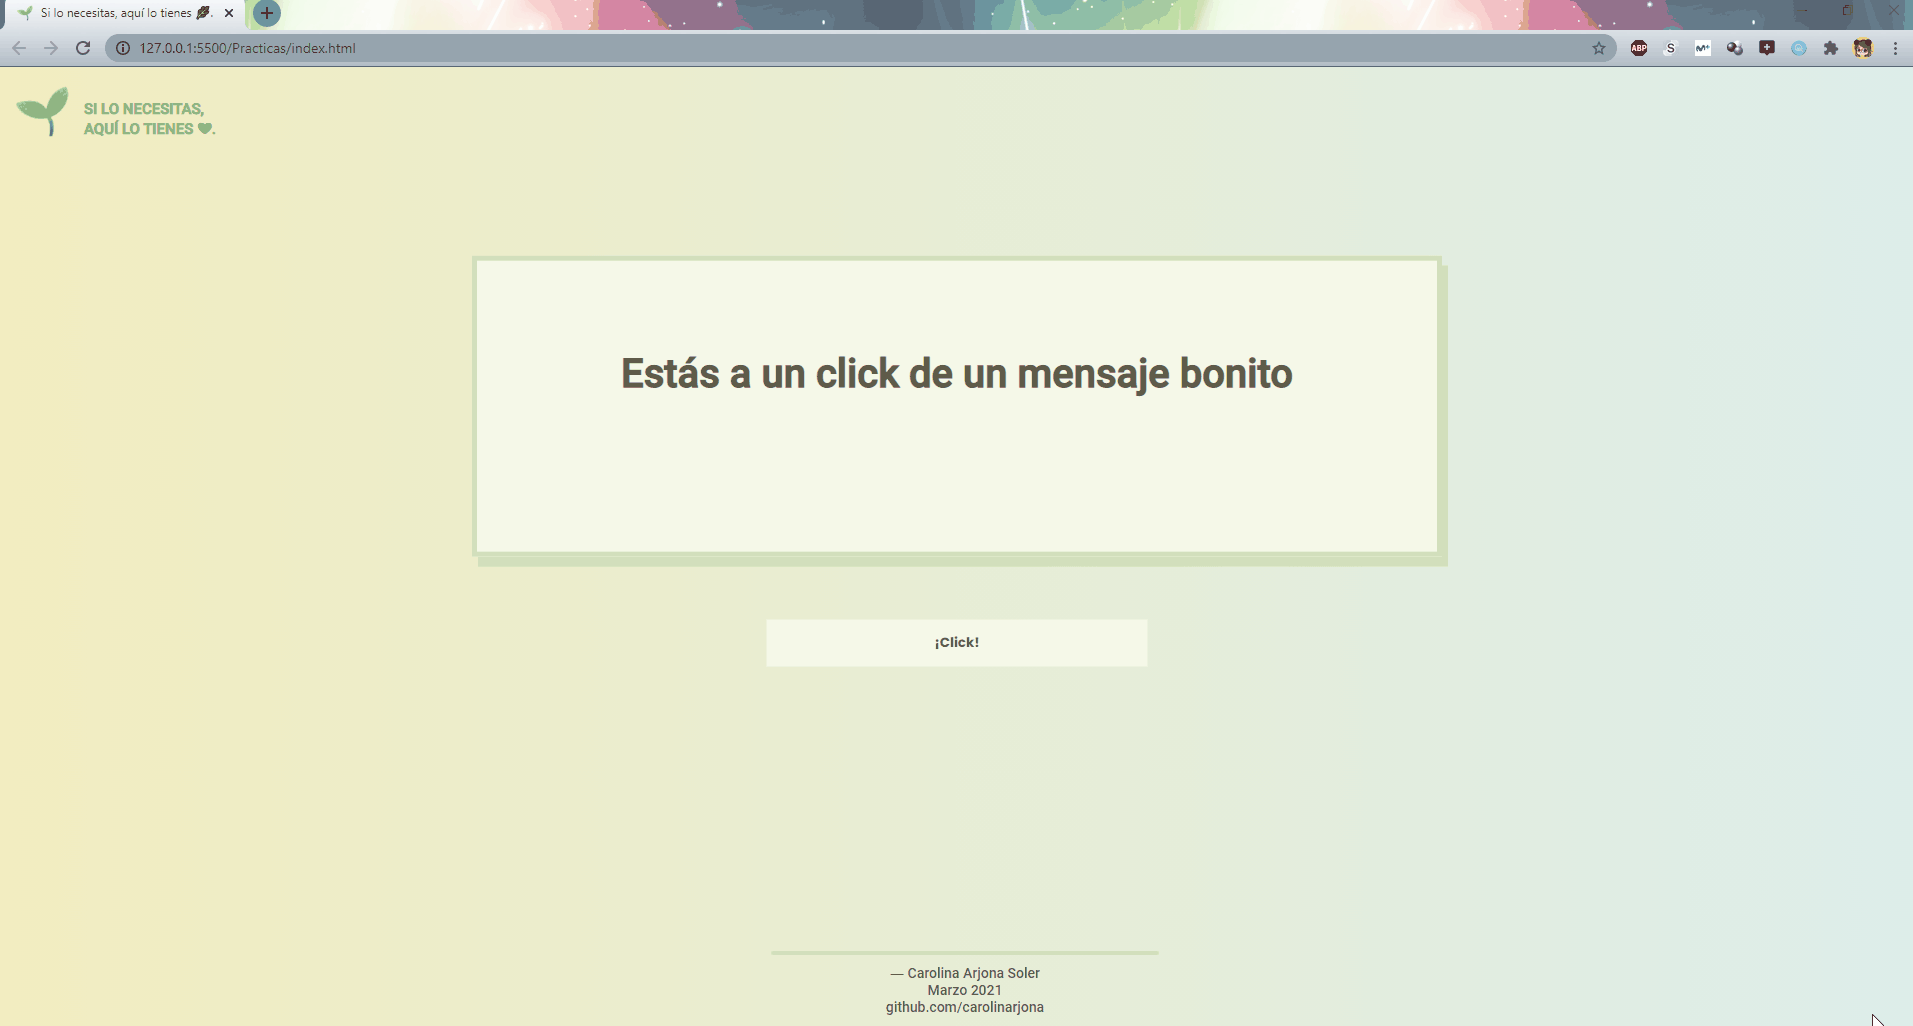 Si lo necesitas, aquí lo tienes 🍂.
127.0.0.1:5500/Practicas/index.html
ABP
S
M+
SI LO NECESITAS,
AQUÍ LO TIENES ♥.
Estás a un click de un mensaje bonito
¡Click!
— Carolina Arjona Soler
Marzo 2021
github.com/carolinarjona